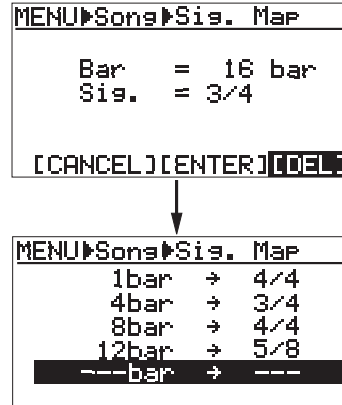 MENU▶Song▶Sig. Map
Bar = 16 bar
Sig. = 3/4
[CANCEL][ENTER][DEL]
MENU▶Song▶Sig. Map
1bar → 4/4
4bar → 3/4
8bar → 4/4
12bar → 5/8
---bar → ---